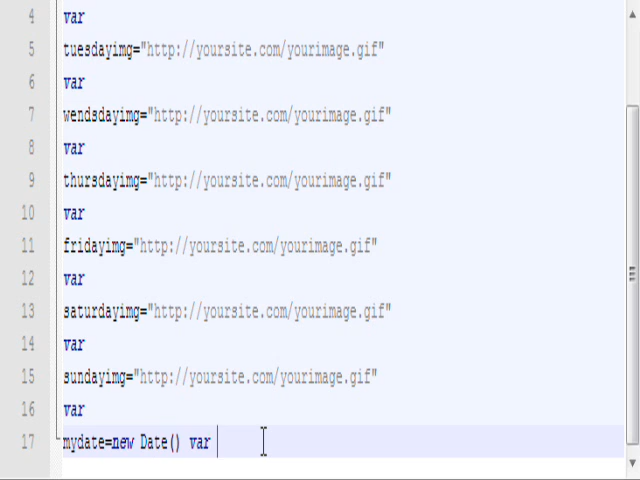 4 var
5 tuesdayimg="http://yoursite.com/yourimage.gif"
6 var
7 wendsdayimg="http://yoursite.com/yourimage.gif"
8 var
9 thursdayimg="http://yoursite.com/yourimage.gif"
10 var
11 fridayimg="http://yoursite.com/yourimage.gif"
12 var
13 saturdayimg="http://yoursite.com/yourimage.gif"
14 var
15 sundayimg="http://yoursite.com/yourimage.gif"
16 var
17 mydate=new Date() var